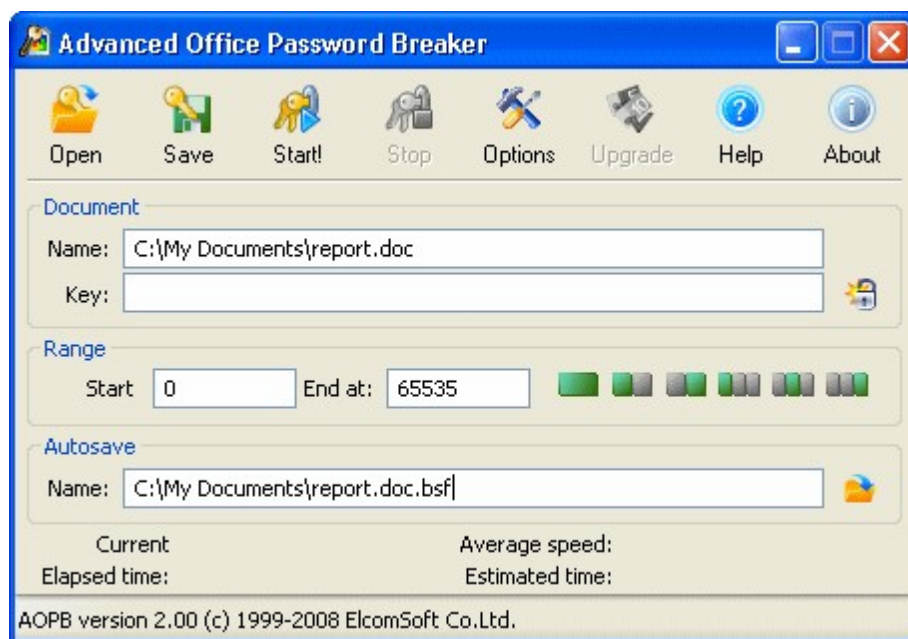 Advanced Office Password Breaker
Open Save Start! Stop Options Upgrade Help About
Document
Name: C:\My Documents\report.doc
Key:
Range
Start 0 End at: 65535
Autosave
Name: C:\My Documents\report.doc.bsf
Current Average speed:
Elapsed time: Estimated time:
AOPB version 2.00 (c) 1999-2008 ElcomSoft Co.Ltd.